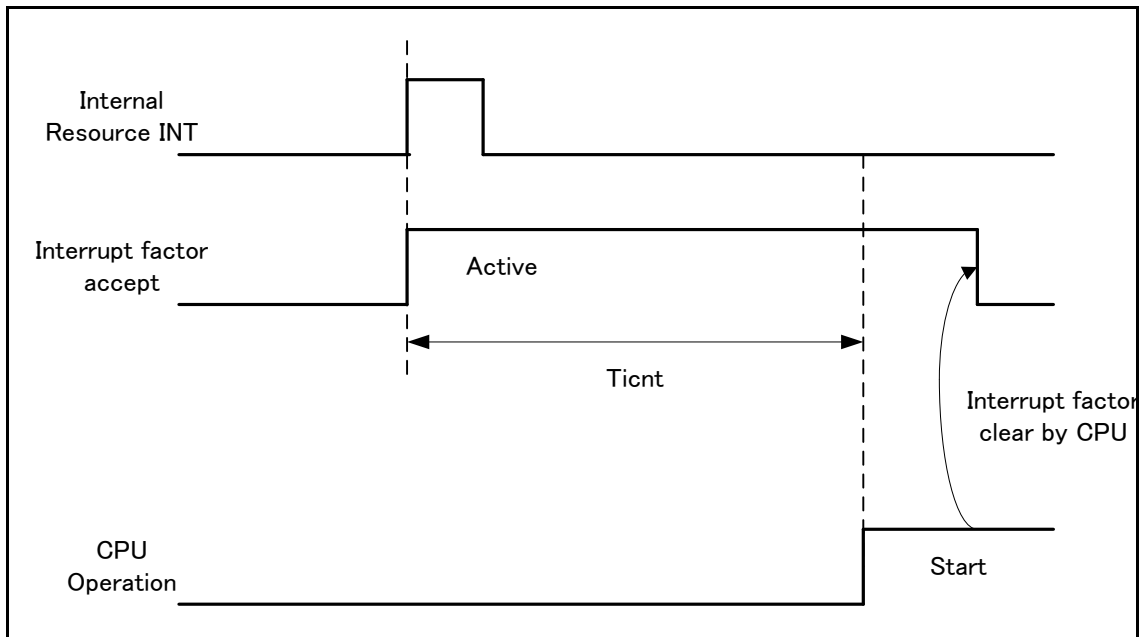 Internal
Resource INT
Interrupt factor
accept
Active
Ticnt
Interrupt factor
clear by CPU
CPU
Operation
Start